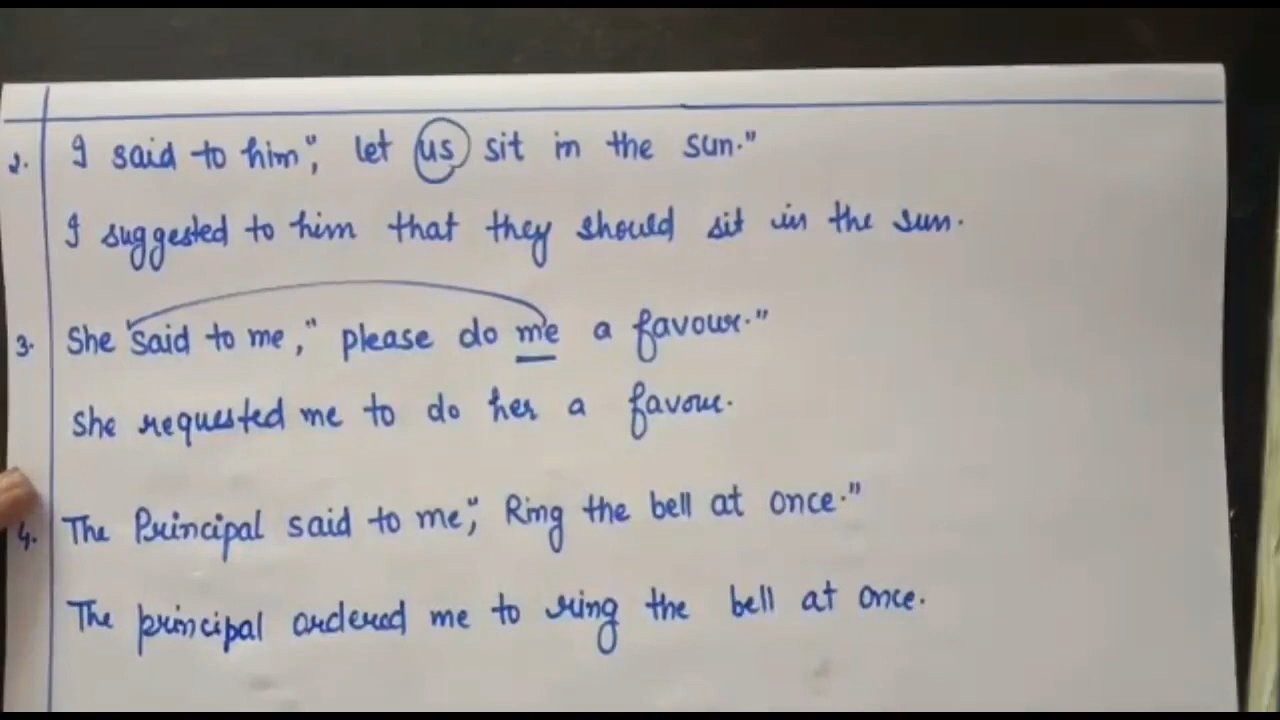 2. I said to him," let us sit in the sun."
I suggested to him that they should sit in the sun.
3. She said to me," please do me a favour."
She requested me to do her a favour.
4. The Principal said to me," Ring the bell at once."
The principal ordered me to ring the bell at once.